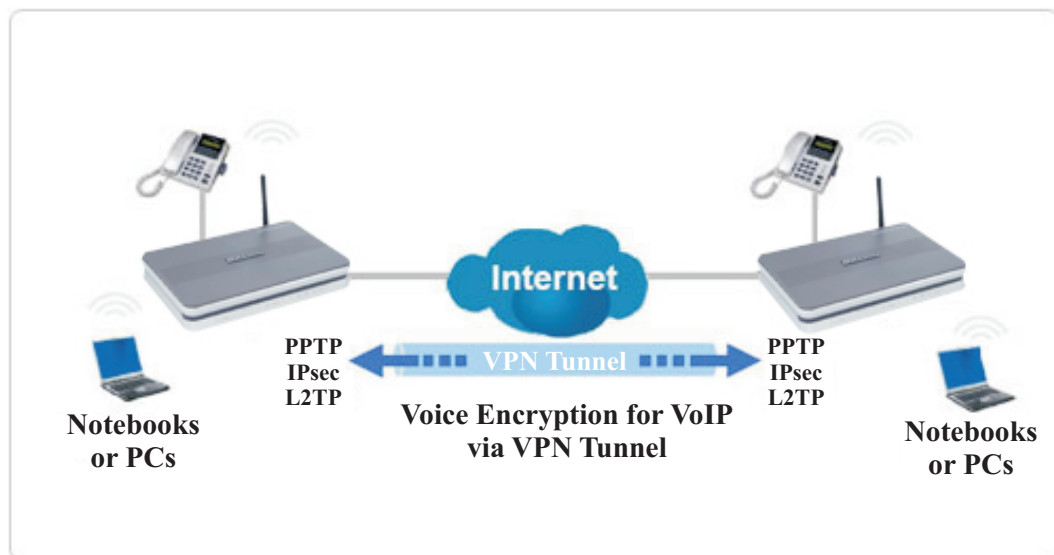 Internet
PPTP
IPsec
L2TP
VPN Tunnel
PPTP
IPsec
L2TP
Notebooks
or PCs
Voice Encryption for VoIP
via VPN Tunnel
Notebooks
or PCs